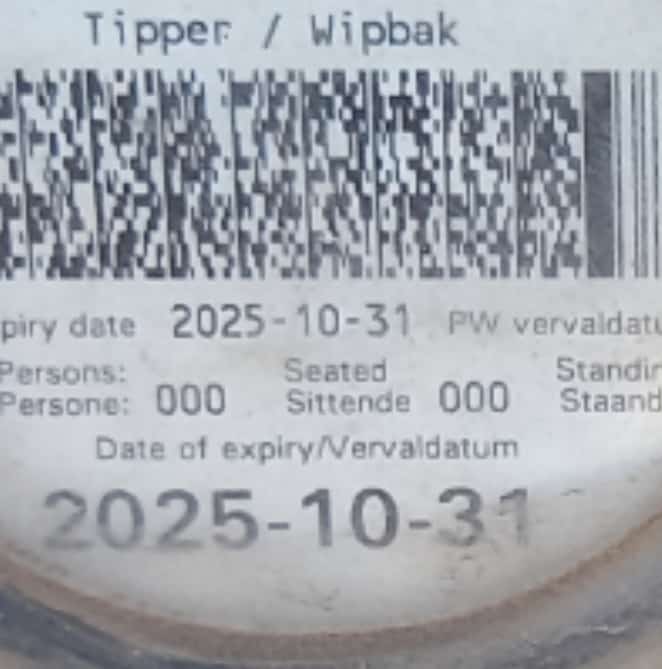 Tipper / Wipbak
piry date 2025-10-31 PW vervaldatu
Persons: Seated Standin
Persone: 000 Sittende 000 Staand
Date of expiry/Vervaldatum
2025-10-31